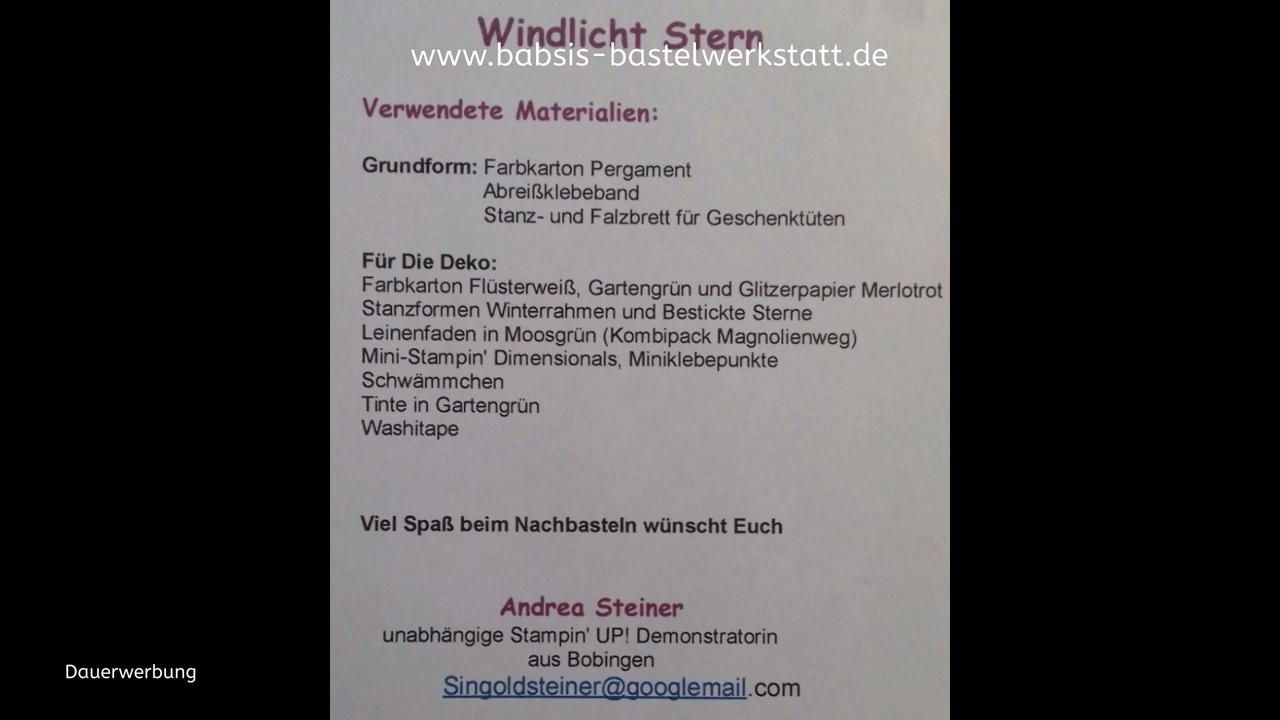 Windlicht Stern
www.babsis-bastelwerkstatt.de
Verwendete Materialien:
Grundform: Farbkarton Pergament
Abreißklebeband
Stanz- und Falzbrett für Geschenktüten
Für Die Deko:
Farbkarton Flüsterweiß, Gartengrün und Glitzerpapier Merlotrot
Stanzformen Winterrahmen und Bestickte Sterne
Leinenfaden in Moosgrün (Kombipack Magnolienweg)
Mini-Stampin' Dimensionals, Miniklebepunkte
Schwämmchen
Tinte in Gartengrün
Washitape
Viel Spaß beim Nachbasteln wünscht Euch
Andrea Steiner
unabhängige Stampin' UP! Demonstratorin
aus Bobingen
Singoldsteiner@googlemail.com
Dauerwerbung